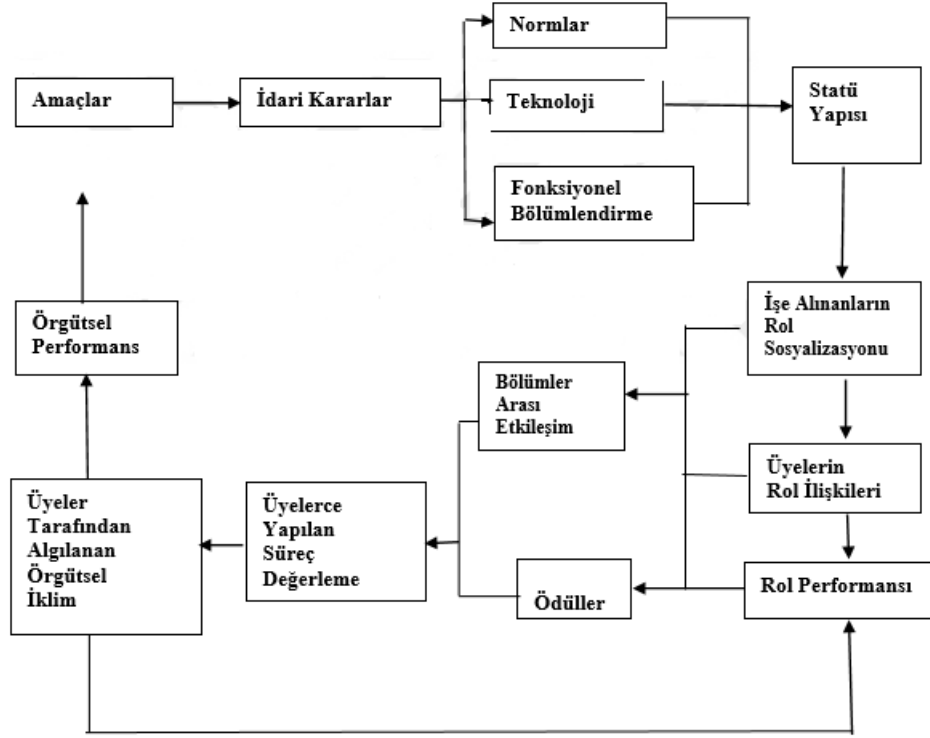 Normlar
Amaçlar
İdari Kararlar
Teknoloji
Statü
Yapısı
Fonksiyonel
Bölümlendirme
Örgütsel
Performans
İşe Alınanların
Rol
Sosyalizasyonu
Bölümler
Arası
Etkileşim
Üyelerin
Rol İlişkileri
Üyeler
Tarafından
Algılanan
Örgütsel
İklim
Üyelerce
Yapılan
Süreç
Değerleme
Ödüller
Rol Performansı